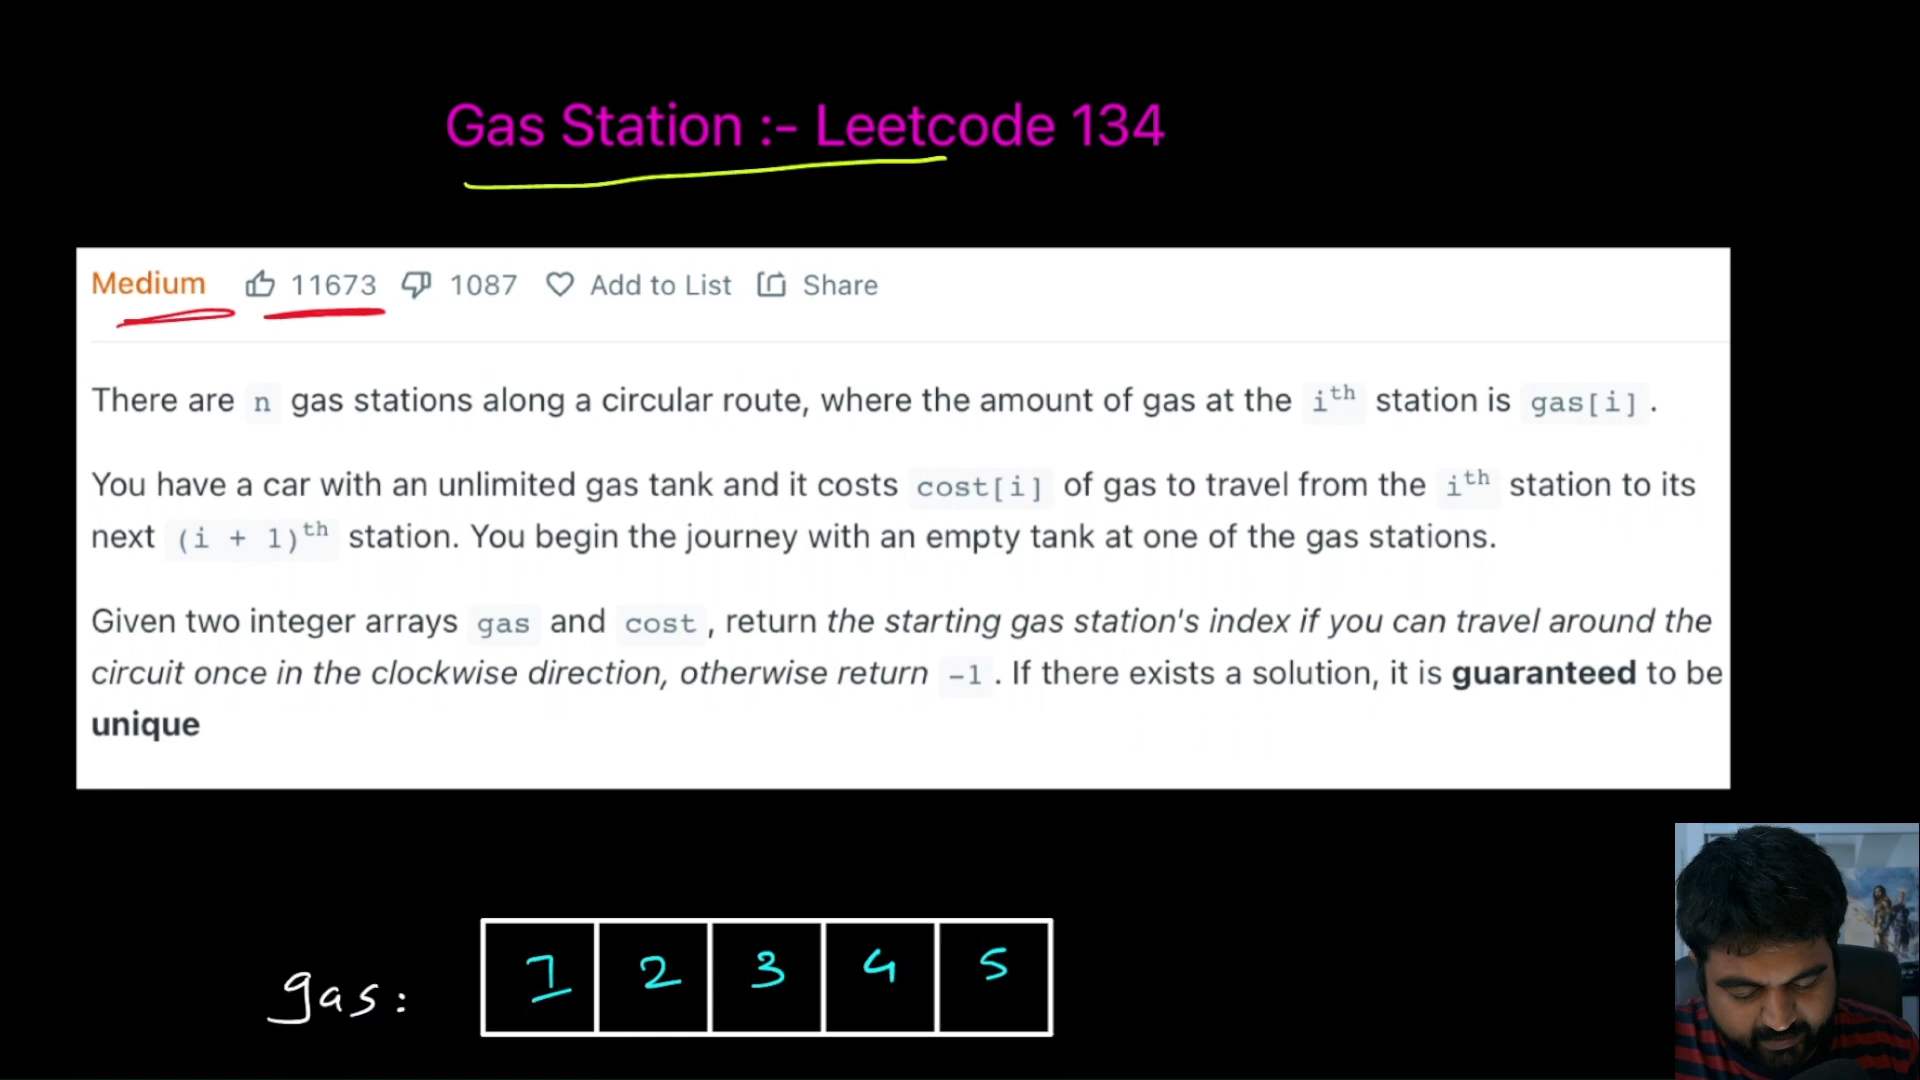 Gas Station :- Leetcode 134
Medium 11673 1087 Add to List Share
There are n gas stations along a circular route, where the amount of gas at the ith station is gas[i].
You have a car with an unlimited gas tank and it costs cost[i] of gas to travel from the ith station to its
next (i + 1)th station. You begin the journey with an empty tank at one of the gas stations.
Given two integer arrays gas and cost, return the starting gas station's index if you can travel around the
circuit once in the clockwise direction, otherwise return -1. If there exists a solution, it is guaranteed to be
unique
gas: 1 2 3 4 5